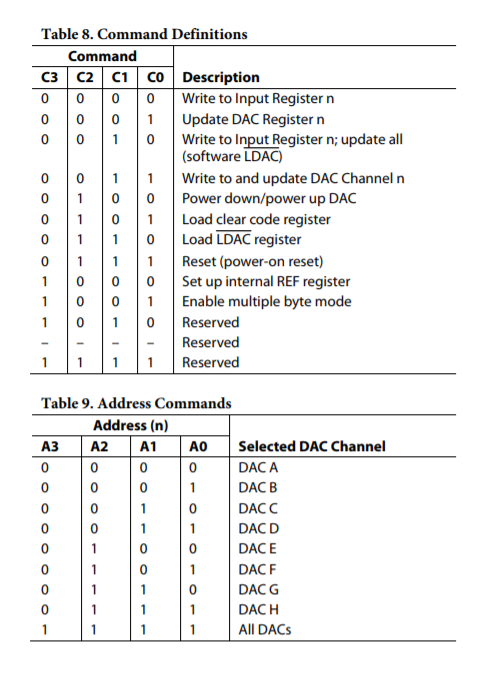 Table 8. Command Definitions
Command
C3 C2 C1 C0 Description
0 0 0 0 Write to Input Register n
0 0 0 1 Update DAC Register n
0 0 1 0 Write to Input Register n; update all
(software L̅D̅A̅C̅)
0 0 1 1 Write to and update DAC Channel n
0 1 0 0 Power down/power up DAC
0 1 0 1 Load clear code register
0 1 1 0 Load L̅D̅A̅C̅ register
0 1 1 1 Reset (power-on reset)
1 0 0 0 Set up internal REF register
1 0 0 1 Enable multiple byte mode
1 0 1 0 Reserved
– – – – Reserved
1 1 1 1 Reserved
Table 9. Address Commands
Address (n)
A3 A2 A1 A0 Selected DAC Channel
0 0 0 0 DAC A
0 0 0 1 DAC B
0 0 1 0 DAC C
0 0 1 1 DAC D
0 1 0 0 DAC E
0 1 0 1 DAC F
0 1 1 0 DAC G
0 1 1 1 DAC H
1 1 1 1 All DACs